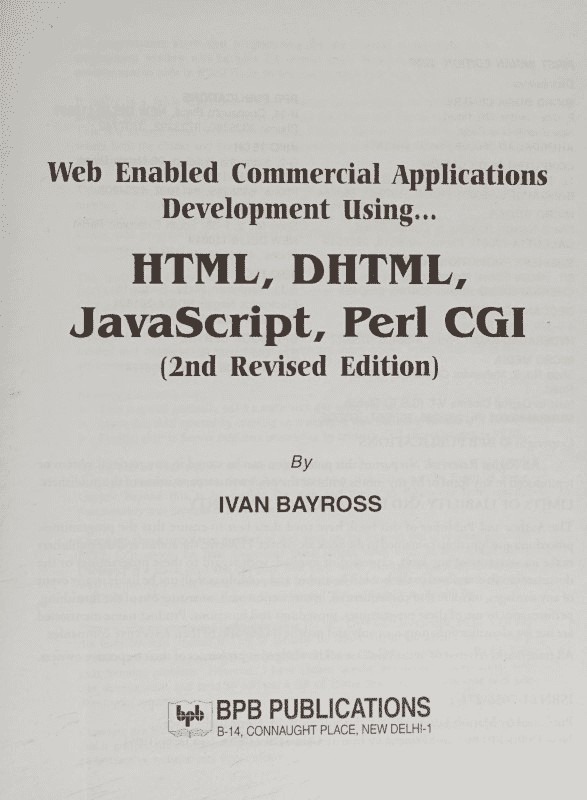 Web Enabled Commercial Applications
Development Using...
HTML, DHTML,
JavaScript, Perl CGI
(2nd Revised Edition)
By
IVAN BAYROSS
bpb
BPB PUBLICATIONS
B-14, CONNAUGHT PLACE, NEW DELHI-1